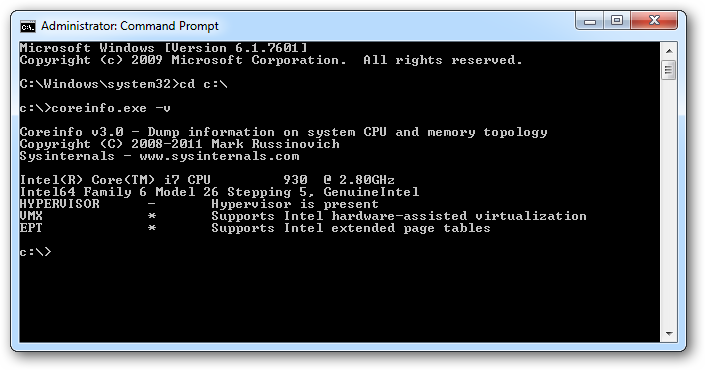 Administrator: Command Prompt
Microsoft Windows [Version 6.1.7601]
Copyright (c) 2009 Microsoft Corporation.  All rights reserved.
C:\Windows\system32>cd c:\
c:\>coreinfo.exe -v
Coreinfo v3.0 - Dump information on system CPU and memory topology
Copyright (C) 2008-2011 Mark Russinovich
Sysinternals - www.sysinternals.com
Intel(R) Core(TM) i7 CPU         930  @ 2.80GHz
Intel64 Family 6 Model 26 Stepping 5, GenuineIntel
HYPERVISOR      -       Hypervisor is present
VMX             *       Supports Intel hardware-assisted virtualization
EPT             *       Supports Intel extended page tables
c:\>